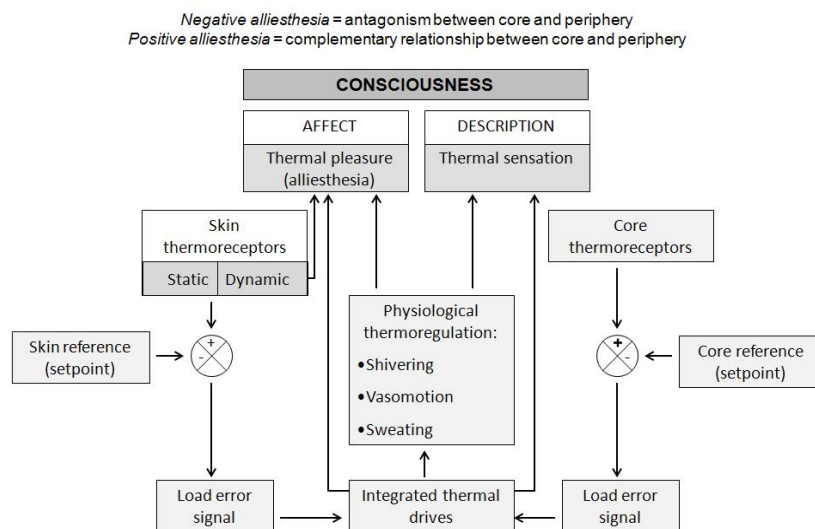 Negative alliesthesia = antagonism between core and periphery
Positive alliesthesia = complementary relationship between core and periphery
CONSCIOUSNESS
AFFECT
Thermal pleasure
(alliesthesia)
DESCRIPTION
Thermal sensation
Skin
thermoreceptors
Static
Dynamic
Core
thermoreceptors
Physiological
thermoregulation:
•Shivering
•Vasomotion
•Sweating
Skin reference
(setpoint)
+
-
+
-
Core reference
(setpoint)
Load error
signal
Integrated thermal
drives
Load error
signal